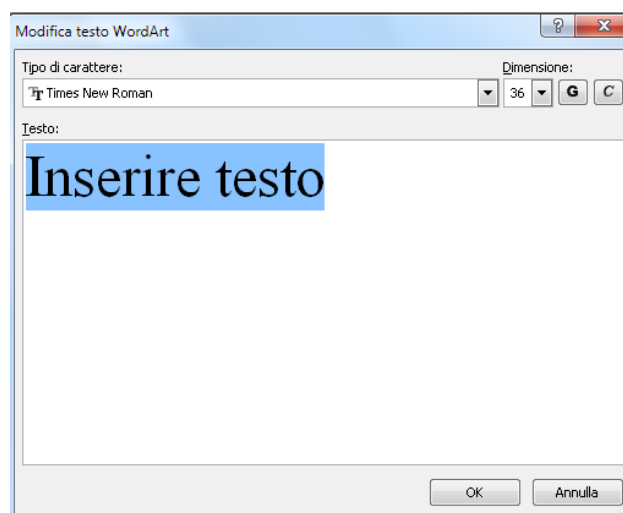 Modifica testo WordArt
Tipo di carattere: Dimensione:
Times New Roman 36 G C
Testo:
Inserire testo
OK Annulla